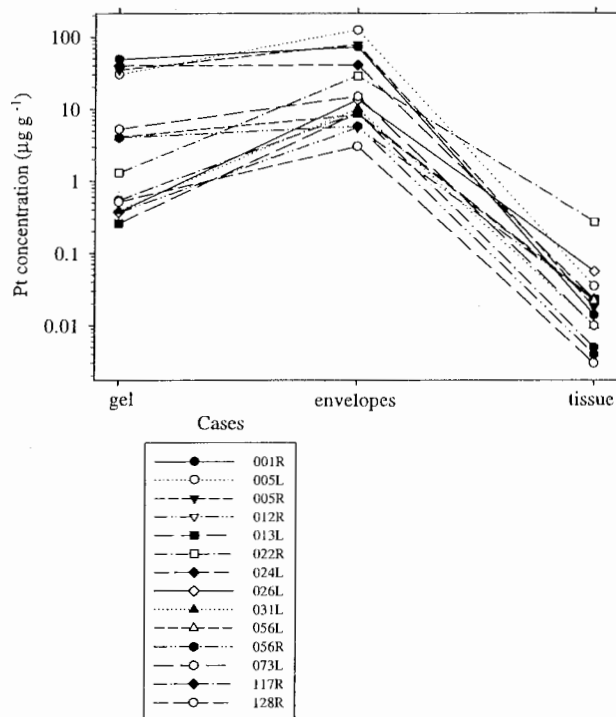 Pt concentration (µg g⁻¹)
100
10
1
0.1
0.01
gel envelopes tissue
Cases
001R
005L
005R
012R
013L
022R
024L
026L
031L
056L
056R
073L
117R
128R